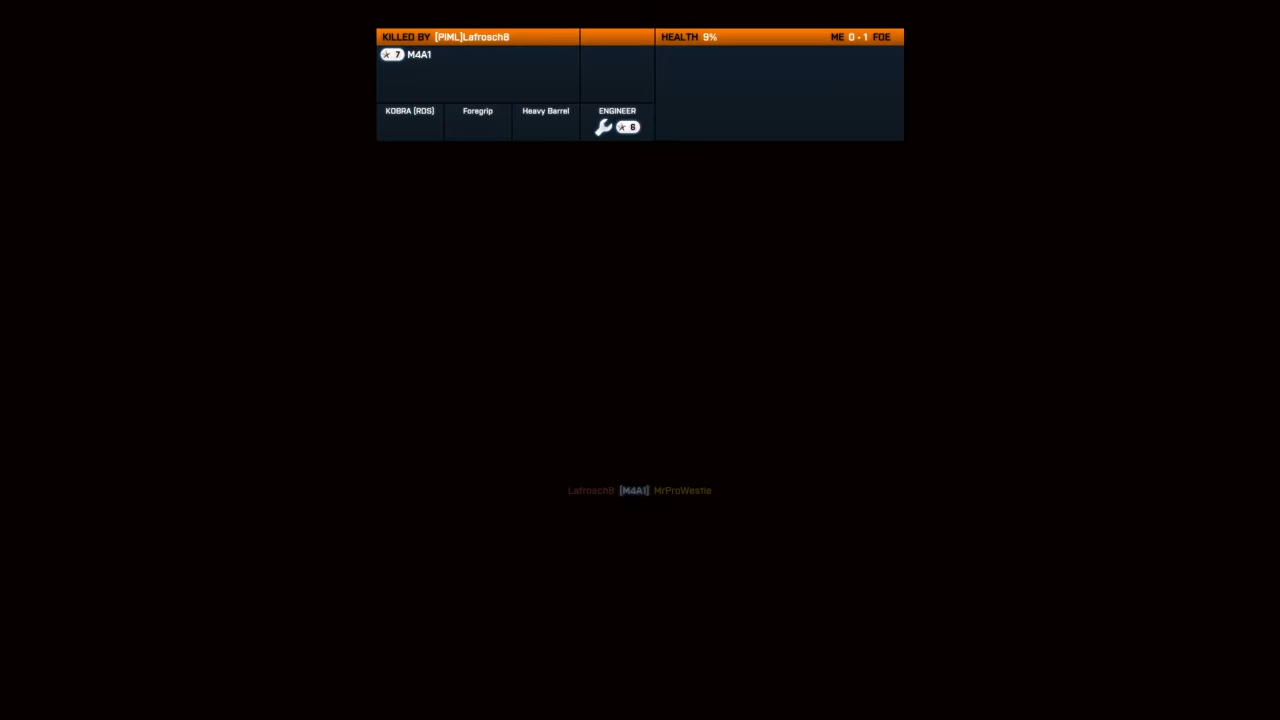 KILLED BY [PIML]Lafrosch8 HEALTH 9% ME 0 - 1 FOE
7 M4A1
KOBRA (RDS) Foregrip Heavy Barrel ENGINEER
6
Lafrosch8 [M4A1] MrProWestie